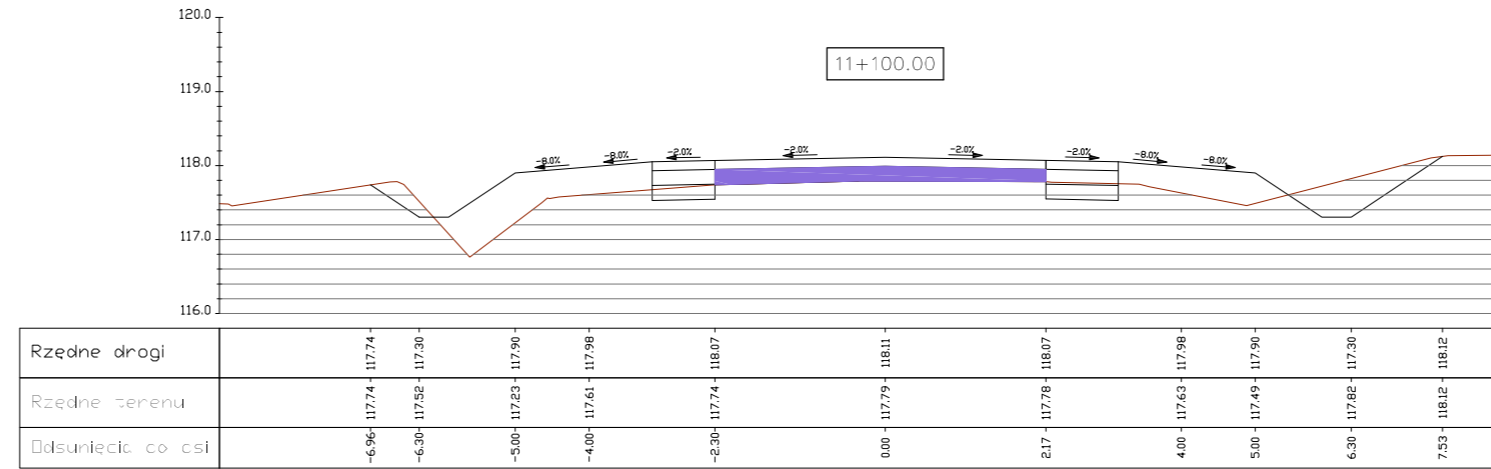 120.0
11+100.00
119.0
118.0
-8.0% -8.0% -2.0% -2.0% -2.0% -2.0% -8.0% -8.0%
117.0
116.0
Rzędne drogi 117.74 117.30 117.90 117.98 118.07 118.11 118.07 117.98 117.90 117.30 118.12
Rzędne terenu 117.74 117.52 117.23 117.61 117.74 117.79 117.78 117.63 117.49 117.82 118.12
Odsunięcia od osi -6.96 -6.30 -5.00 -4.00 -2.30 0.00 2.17 4.00 5.00 6.30 7.53